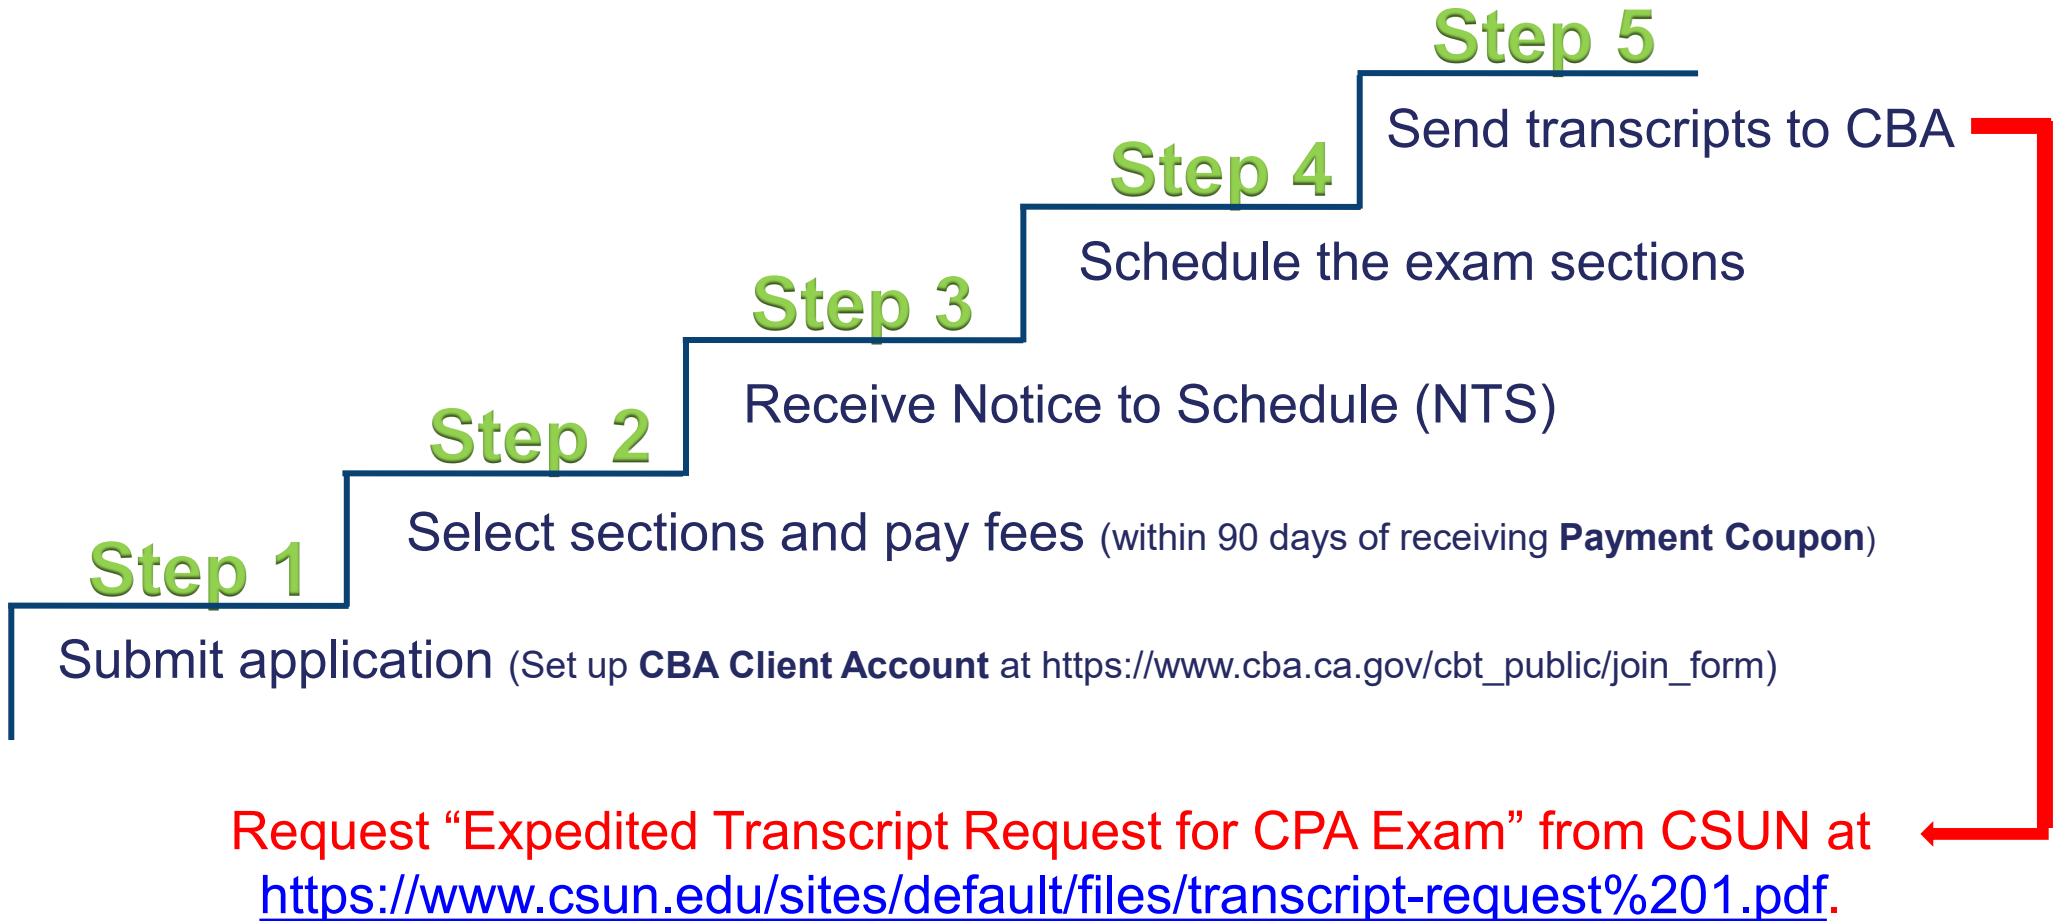 Step 5
Send transcripts to CBA
Step 4
Schedule the exam sections
Step 3
Receive Notice to Schedule (NTS)
Step 2
Select sections and pay fees (within 90 days of receiving Payment Coupon)
Step 1
Submit application (Set up CBA Client Account at https://www.cba.ca.gov/cbt_public/join_form)
Request “Expedited Transcript Request for CPA Exam” from CSUN at
https://www.csun.edu/sites/default/files/transcript-request%201.pdf.